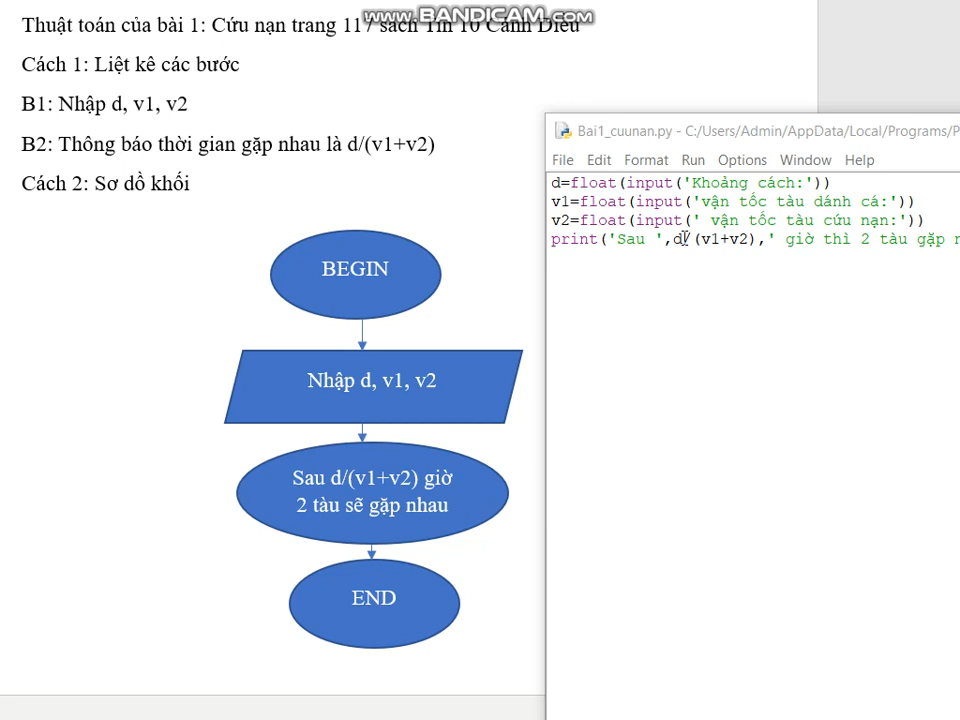 www.BANDICAM.com
Thuật toán của bài 1: Cứu nạn trang 117 sách Tin 10 Cánh Diều
Cách 1: Liệt kê các bước
B1: Nhập d, v1, v2
B2: Thông báo thời gian gặp nhau là d/(v1+v2)
Cách 2: Sơ dồ khối
BEGIN
Nhập d, v1, v2
Sau d/(v1+v2) giờ
2 tàu sẽ gặp nhau
END
Bai1_cuunan.py - C:/Users/Admin/AppData/Local/Programs/P
File Edit Format Run Options Window Help
d=float(input('Khoảng cách:'))
v1=float(input('vận tốc tàu dánh cá:'))
v2=float(input(' vận tốc tàu cứu nạn:'))
print('Sau ',d/(v1+v2),' giờ thì 2 tàu gặp n